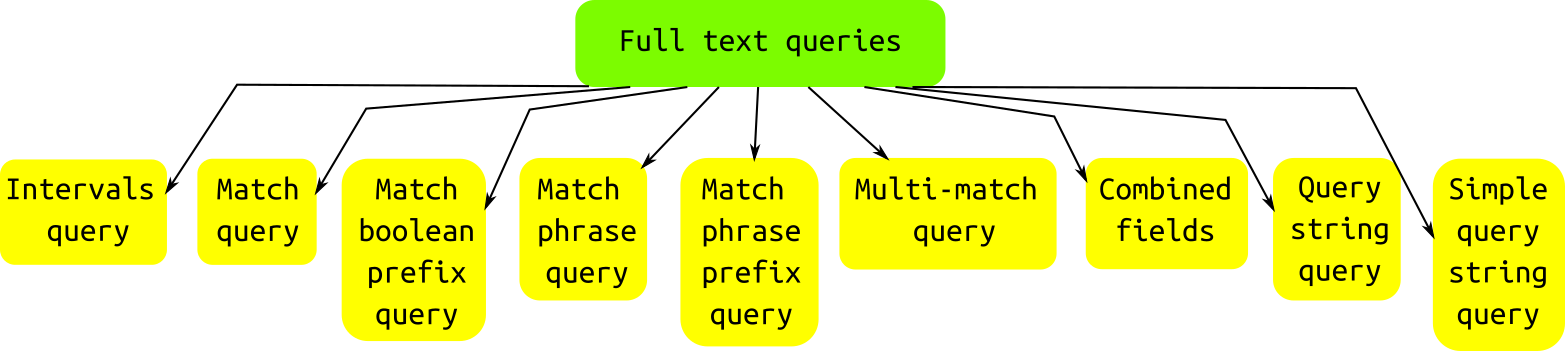 Full text queries
Intervals
query
Match
query
Match
boolean
prefix
query
Match
phrase
query
Match
phrase
prefix
query
Multi-match
query
Combined
fields
Query
string
query
Simple
query
string
query